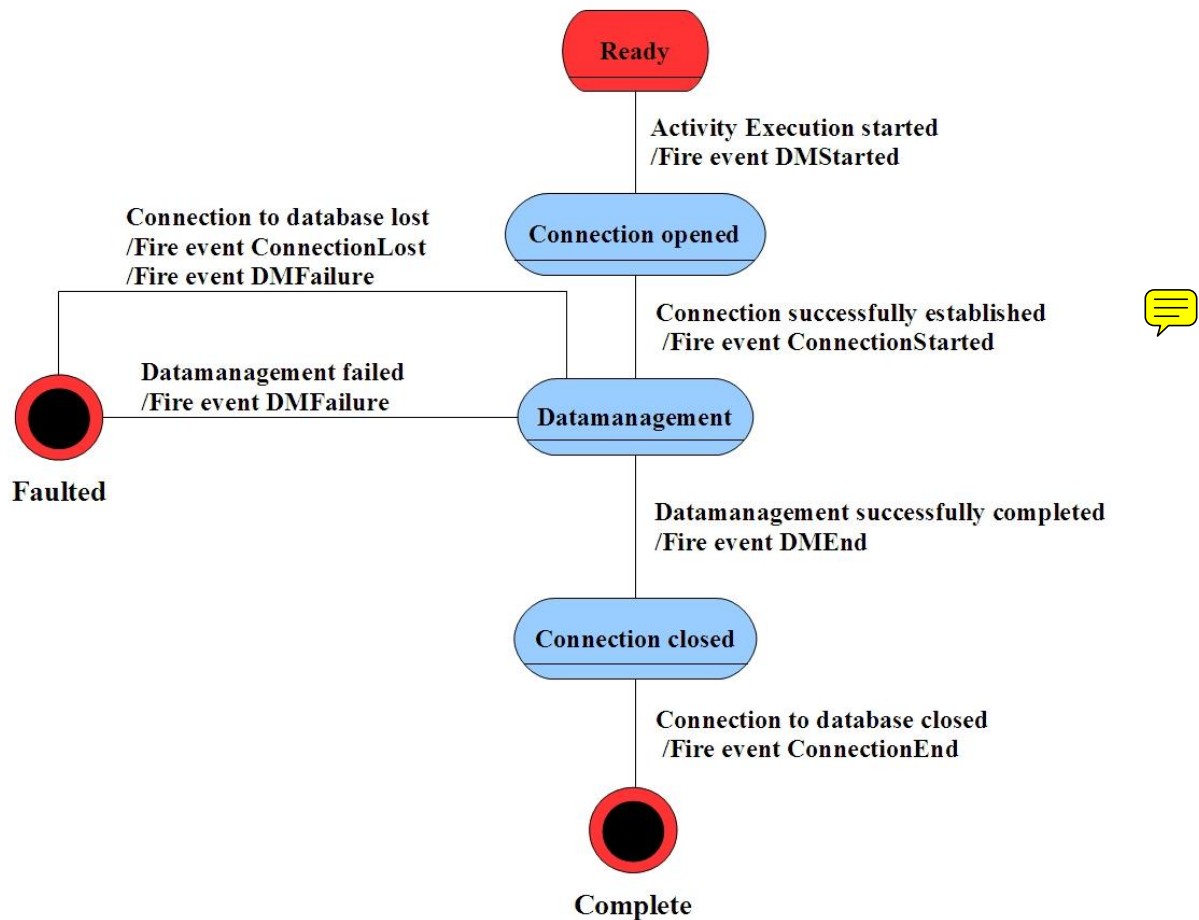 Ready
Activity Execution started
/Fire event DMStarted
Connection to database lost
/Fire event ConnectionLost
/Fire event DMFailure
Connection opened
Connection successfully established
/Fire event ConnectionStarted
Datamanagement failed
/Fire event DMFailure
Datamanagement
Faulted
Datamanagement successfully completed
/Fire event DMEnd
Connection closed
Connection to database closed
/Fire event ConnectionEnd
Complete